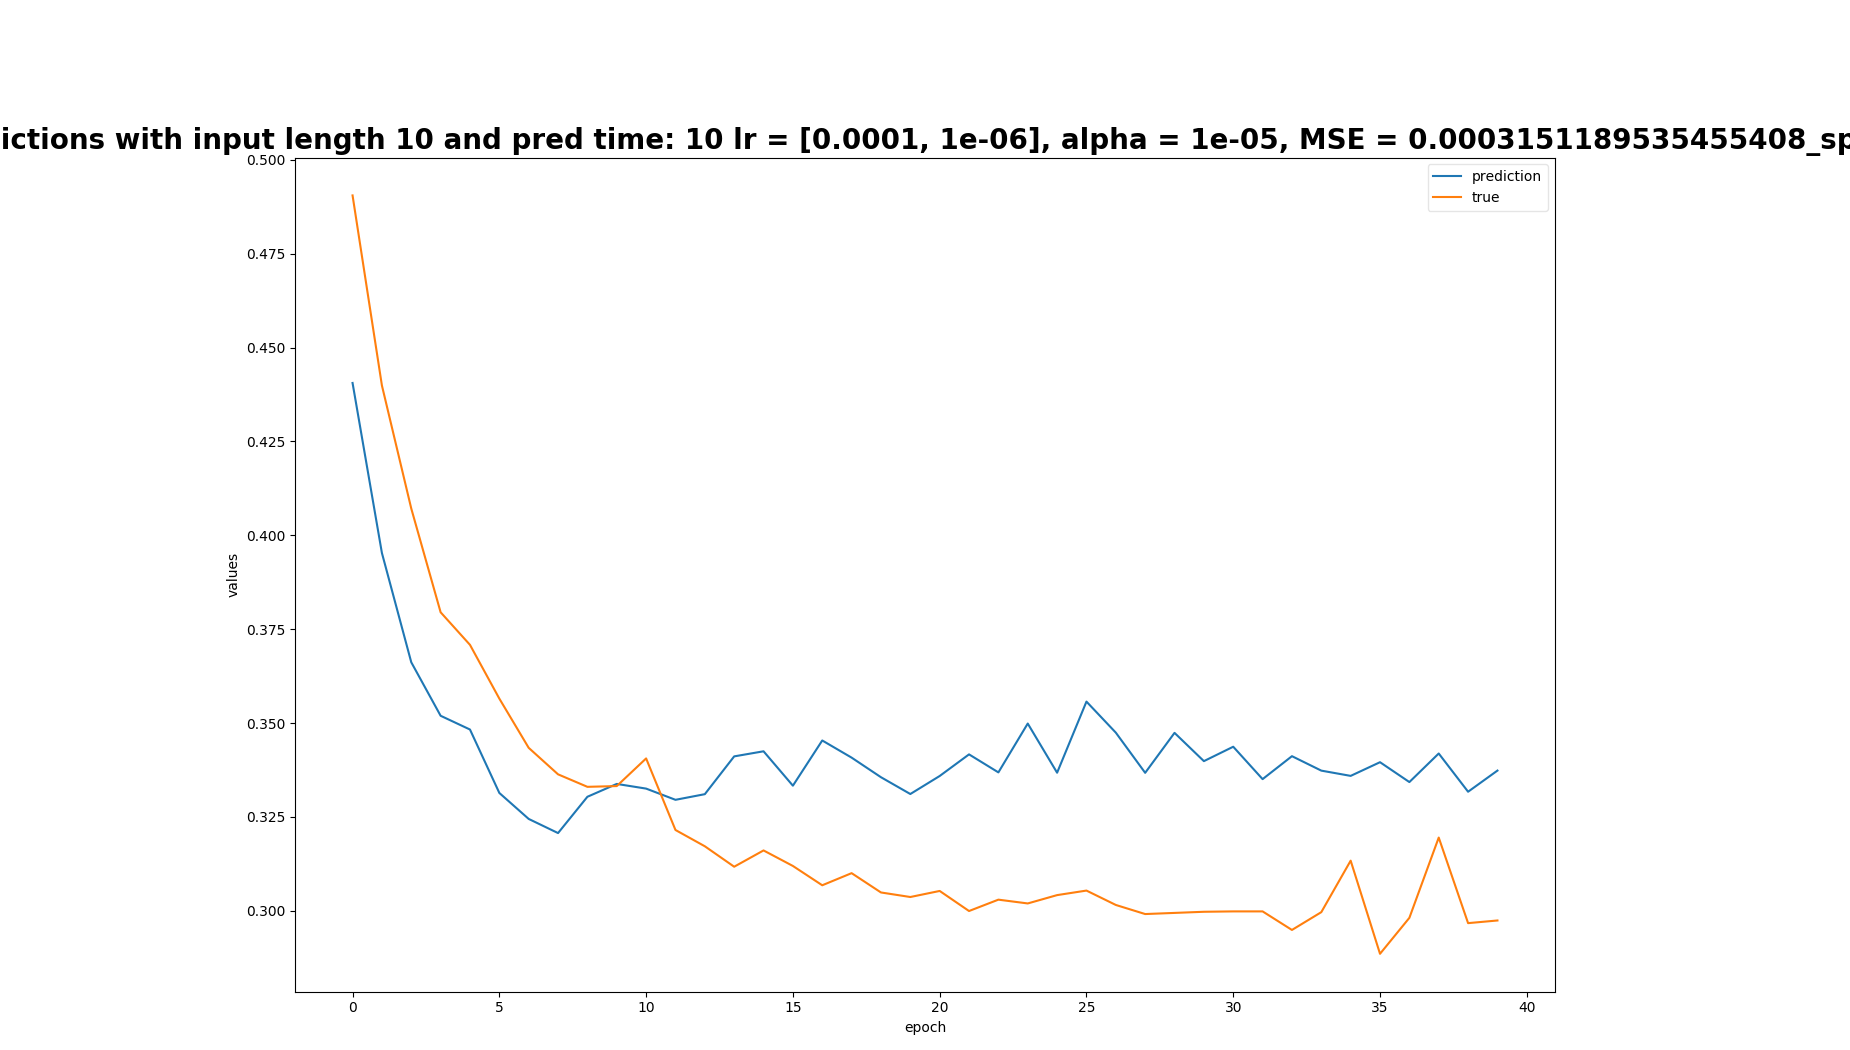 ictions with input length 10 and pred time: 10 lr = [0.0001, 1e-06], alpha = 1e-05, MSE = 0.0003151189535455408_sp
prediction
true
0.500
0.475
0.450
0.425
0.400
0.375
0.350
0.325
0.300
values
0 5 10 15 20 25 30 35 40
epoch